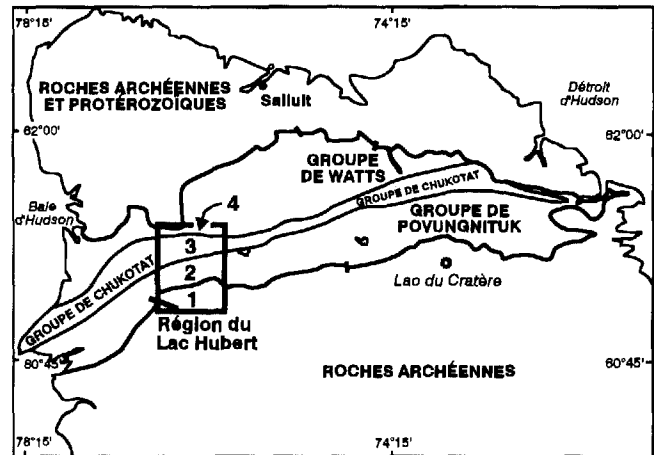 78°15'
74°15'
ROCHES ARCHÉENNES
ET PROTÉROZOÏQUES
Salluit
Détroit
d'Hudson
62°00'
62°00'
GROUPE
DE WATTS
GROUPE DE CHUKOTAT
Baie
d'Hudson
4
GROUPE DE
POVUNGNITUK
3
2
1
GROUPE DE CHUKOTAT
Lac du Cratère
Région du
Lac Hubert
60°45'
60°45'
ROCHES ARCHÉENNES
78°15'
74°15'